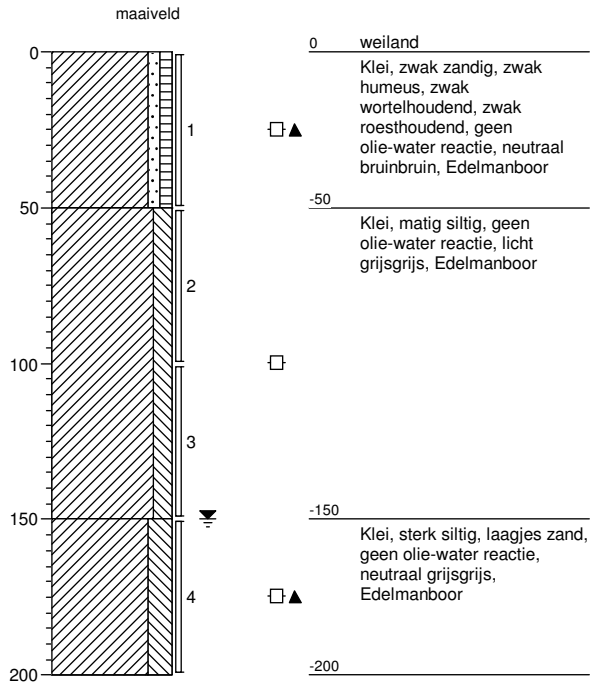 maaiveld
0
50
100
150
200
1
2
3
4
0 weiland
Klei, zwak zandig, zwak
humeus, zwak
wortelhoudend, zwak
roesthoudend, geen
olie-water reactie, neutraal
bruinbruin, Edelmanboor
-50
Klei, matig siltig, geen
olie-water reactie, licht
grijsgrijs, Edelmanboor
-150
Klei, sterk siltig, laagjes zand,
geen olie-water reactie,
neutraal grijsgrijs,
Edelmanboor
-200